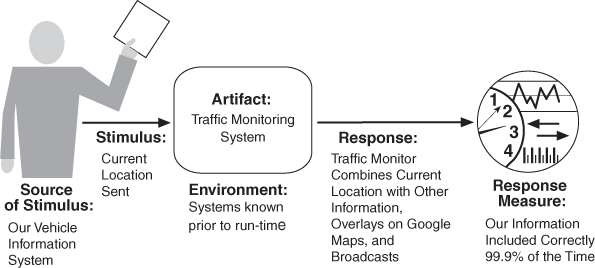 Source
of Stimulus:
Our Vehicle
Information
System
Stimulus:
Current
Location
Sent
Artifact:
Traffic Monitoring
System
Environment:
Systems known
prior to run-time
Response:
Traffic Monitor
Combines Current
Location with Other
Information,
Overlays on Google
Maps, and
Broadcasts
1
2
3
4
Response
Measure:
Our Information
Included Correctly
99.9% of the Time